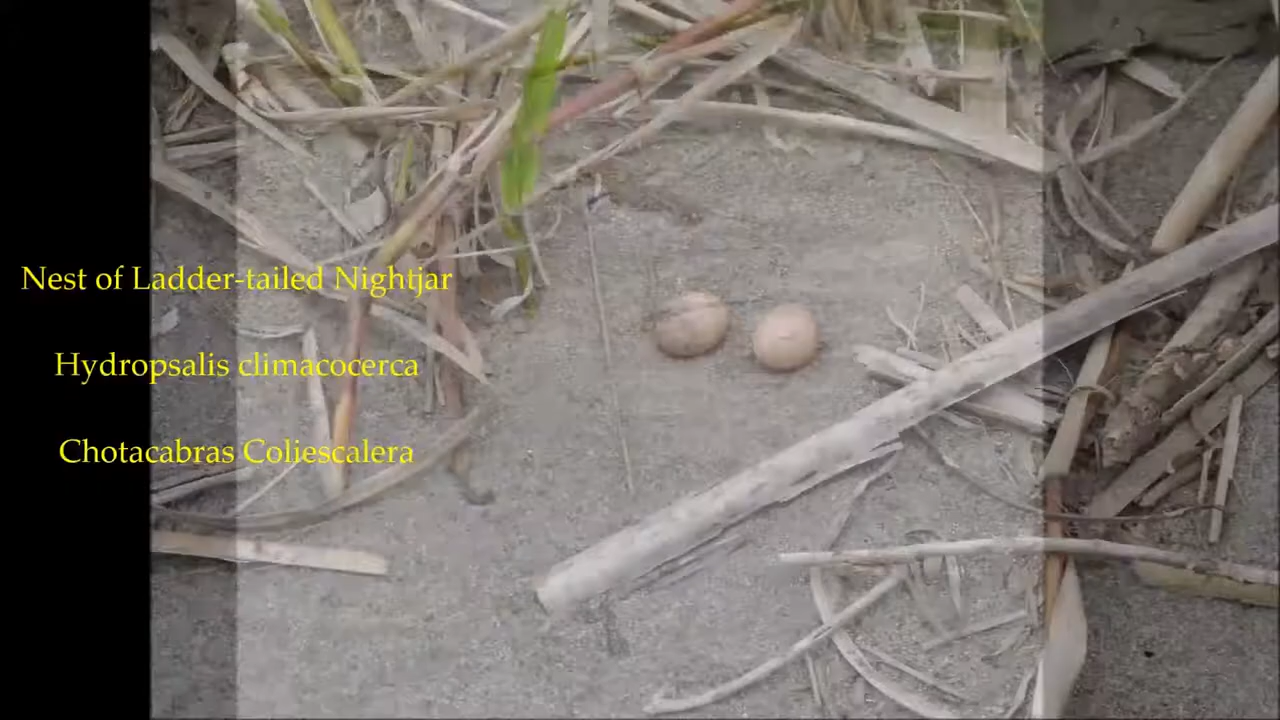 Nest of Ladder-tailed Nightjar
Hydropsalis climacocerca
Chotacabras Coliescalera